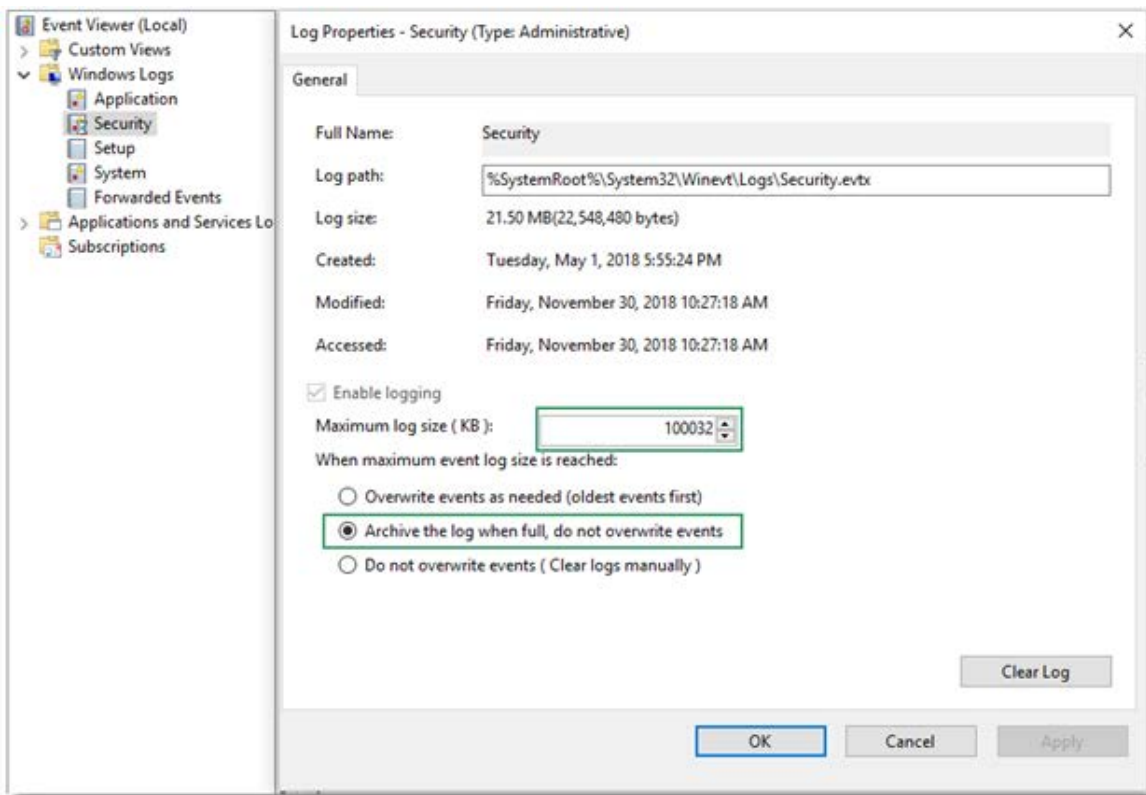 Event Viewer (Local)
Custom Views
Windows Logs
Application
Security
Setup
System
Forwarded Events
Applications and Services Lo
Subscriptions
Log Properties - Security (Type: Administrative)
General
Full Name: Security
Log path: %SystemRoot%\System32\Winevt\Logs\Security.evtx
Log size: 21.50 MB(22,548,480 bytes)
Created: Tuesday, May 1, 2018 5:55:24 PM
Modified: Friday, November 30, 2018 10:27:18 AM
Accessed: Friday, November 30, 2018 10:27:18 AM
Enable logging
Maximum log size ( KB ): 100032
When maximum event log size is reached:
Overwrite events as needed (oldest events first)
Archive the log when full, do not overwrite events
Do not overwrite events ( Clear logs manually )
Clear Log
OK Cancel Apply